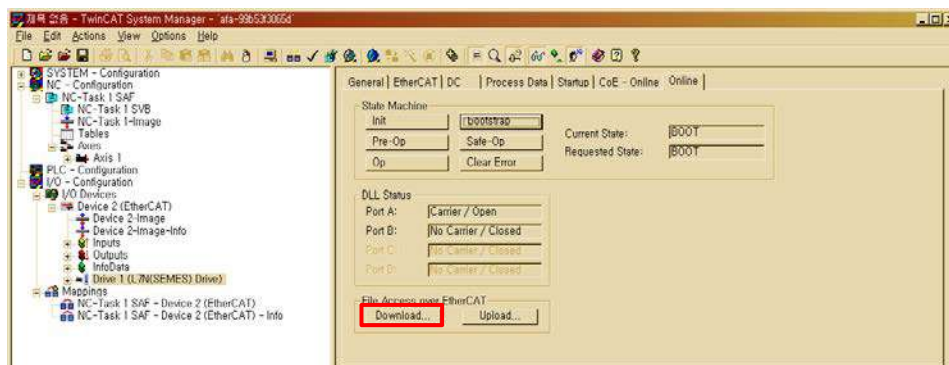 제목 없음 - TwinCAT System Manager - 'afa-99b53f3065d'
File Edit Actions View Options Help
SYSTEM - Configuration
NC - Configuration
NC-Task 1 SAF
NC-Task 1 SVB
NC-Task 1-Image
Tables
Axes
Axis 1
PLC - Configuration
I/O - Configuration
I/O Devices
Device 2 (EtherCAT)
Device 2-Image
Device 2-Image-Info
Inputs
Outputs
InfoData
Drive 1 (L7N(SEMES) Drive)
Mappings
NC-Task 1 SAF - Device 2 (EtherCAT)
NC-Task 1 SAF - Device 2 (EtherCAT) - Info
General EtherCAT DC Process Data Startup CoE - Online Online
State Machine
Init bootstrap
Pre-Op Safe-Op
Op Clear Error
Current State: BOOT
Requested State: BOOT
DLL Status
Port A: Carrier / Open
Port B: No Carrier / Closed
Port C: No Carrier / Closed
Port D: No Carrier / Closed
File Access over EtherCAT
Download... Upload...